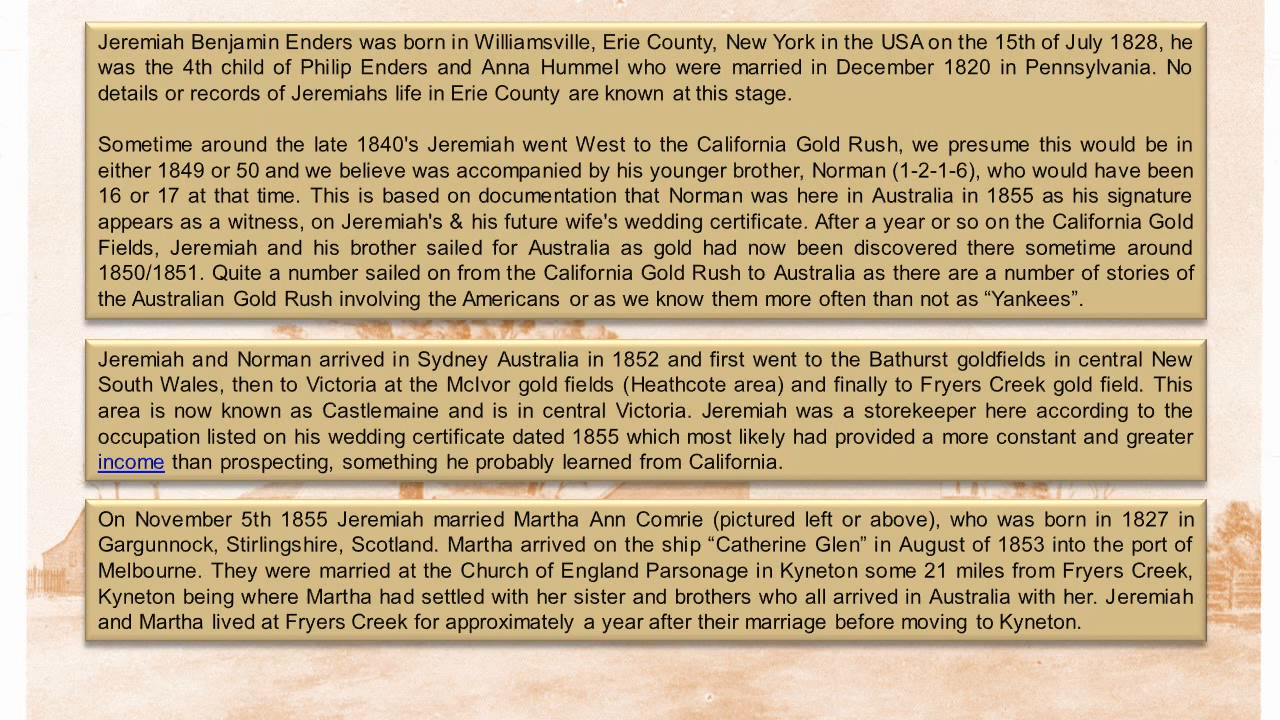 Jeremiah Benjamin Enders was born in Williamsville, Erie County, New York in the USA on the 15th of July 1828, he
was the 4th child of Philip Enders and Anna Hummel who were married in December 1820 in Pennsylvania. No
details or records of Jeremiahs life in Erie County are known at this stage.
Sometime around the late 1840's Jeremiah went West to the California Gold Rush, we presume this would be in
either 1849 or 50 and we believe was accompanied by his younger brother, Norman (1-2-1-6), who would have been
16 or 17 at that time. This is based on documentation that Norman was here in Australia in 1855 as his signature
appears as a witness, on Jeremiah's & his future wife's wedding certificate. After a year or so on the California Gold
Fields, Jeremiah and his brother sailed for Australia as gold had now been discovered there sometime around
1850/1851. Quite a number sailed on from the California Gold Rush to Australia as there are a number of stories of
the Australian Gold Rush involving the Americans or as we know them more often than not as “Yankees”.
Jeremiah and Norman arrived in Sydney Australia in 1852 and first went to the Bathurst goldfields in central New
South Wales, then to Victoria at the McIvor gold fields (Heathcote area) and finally to Fryers Creek gold field. This
area is now known as Castlemaine and is in central Victoria. Jeremiah was a storekeeper here according to the
occupation listed on his wedding certificate dated 1855 which most likely had provided a more constant and greater
income than prospecting, something he probably learned from California.
On November 5th 1855 Jeremiah married Martha Ann Comrie (pictured left or above), who was born in 1827 in
Gargunnock, Stirlingshire, Scotland. Martha arrived on the ship “Catherine Glen” in August of 1853 into the port of
Melbourne. They were married at the Church of England Parsonage in Kyneton some 21 miles from Fryers Creek,
Kyneton being where Martha had settled with her sister and brothers who all arrived in Australia with her. Jeremiah
and Martha lived at Fryers Creek for approximately a year after their marriage before moving to Kyneton.